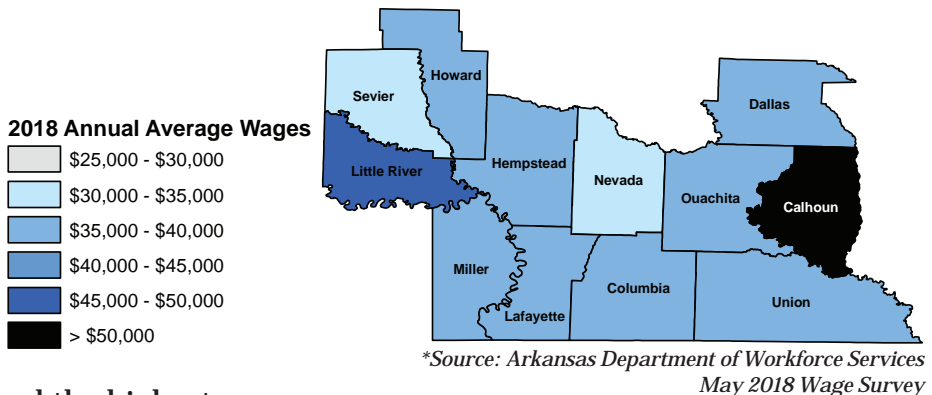 Howard
Sevier
Dallas
2018 Annual Average Wages
$25,000 - $30,000
$30,000 - $35,000
$35,000 - $40,000
$40,000 - $45,000
$45,000 - $50,000
> $50,000
Little River
Hempstead
Nevada
Ouachita
Calhoun
Miller
Lafayette
Columbia
Union
*Source: Arkansas Department of Workforce Services
May 2018 Wage Survey